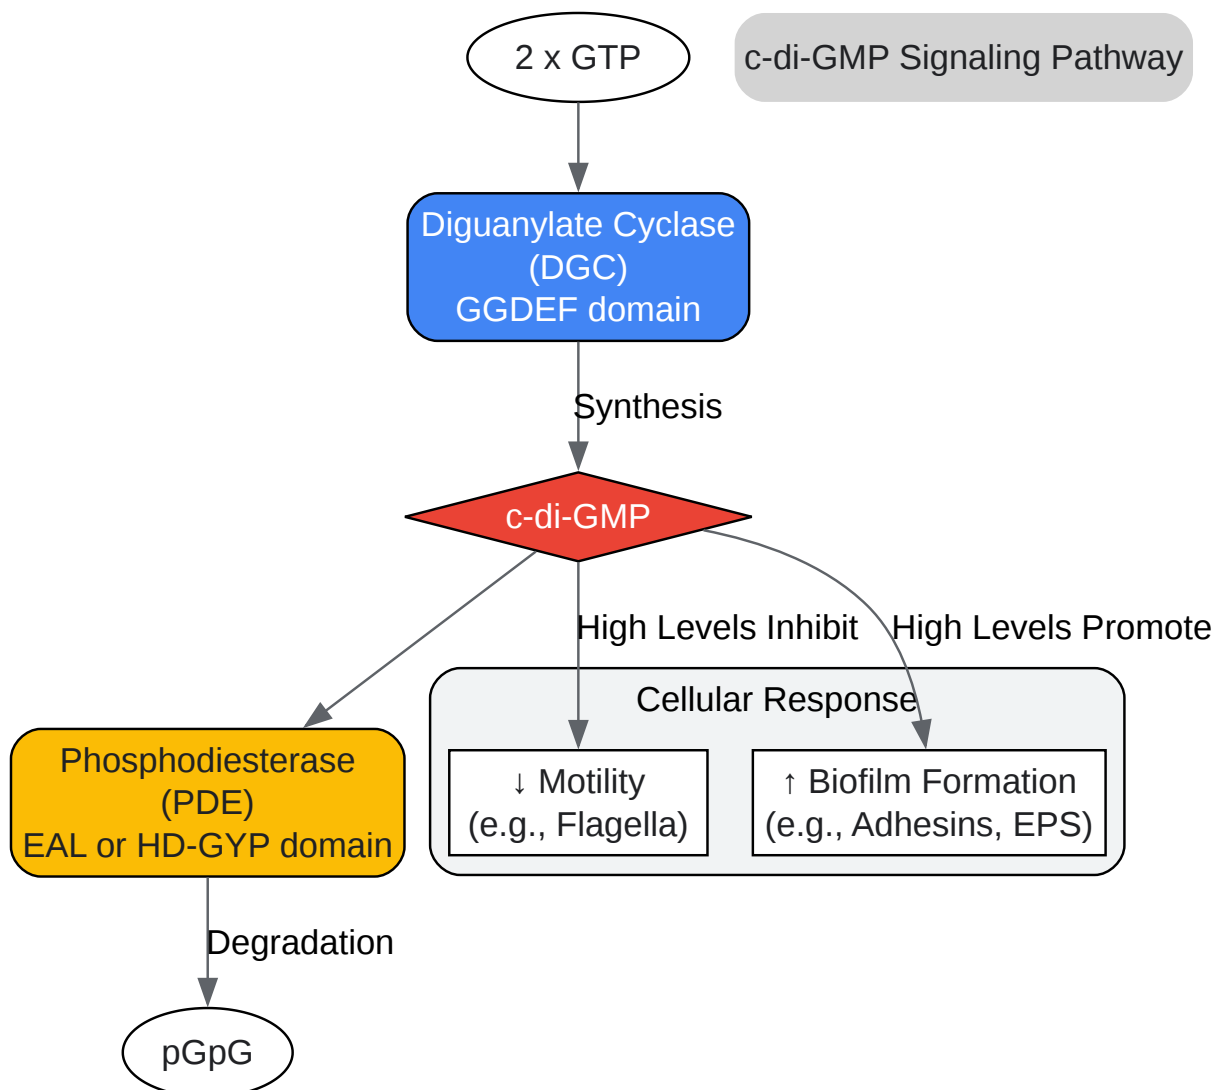 2 x GTP
c-di-GMP Signaling Pathway
Diguanylate Cyclase
(DGC)
GGDEF domain
Synthesis
c-di-GMP
High Levels Inhibit
High Levels Promote
Cellular Response
Phosphodiesterase
(PDE)
EAL or HD-GYP domain
↓ Motility
(e.g., Flagella)
↑ Biofilm Formation
(e.g., Adhesins, EPS)
Degradation
pGpG